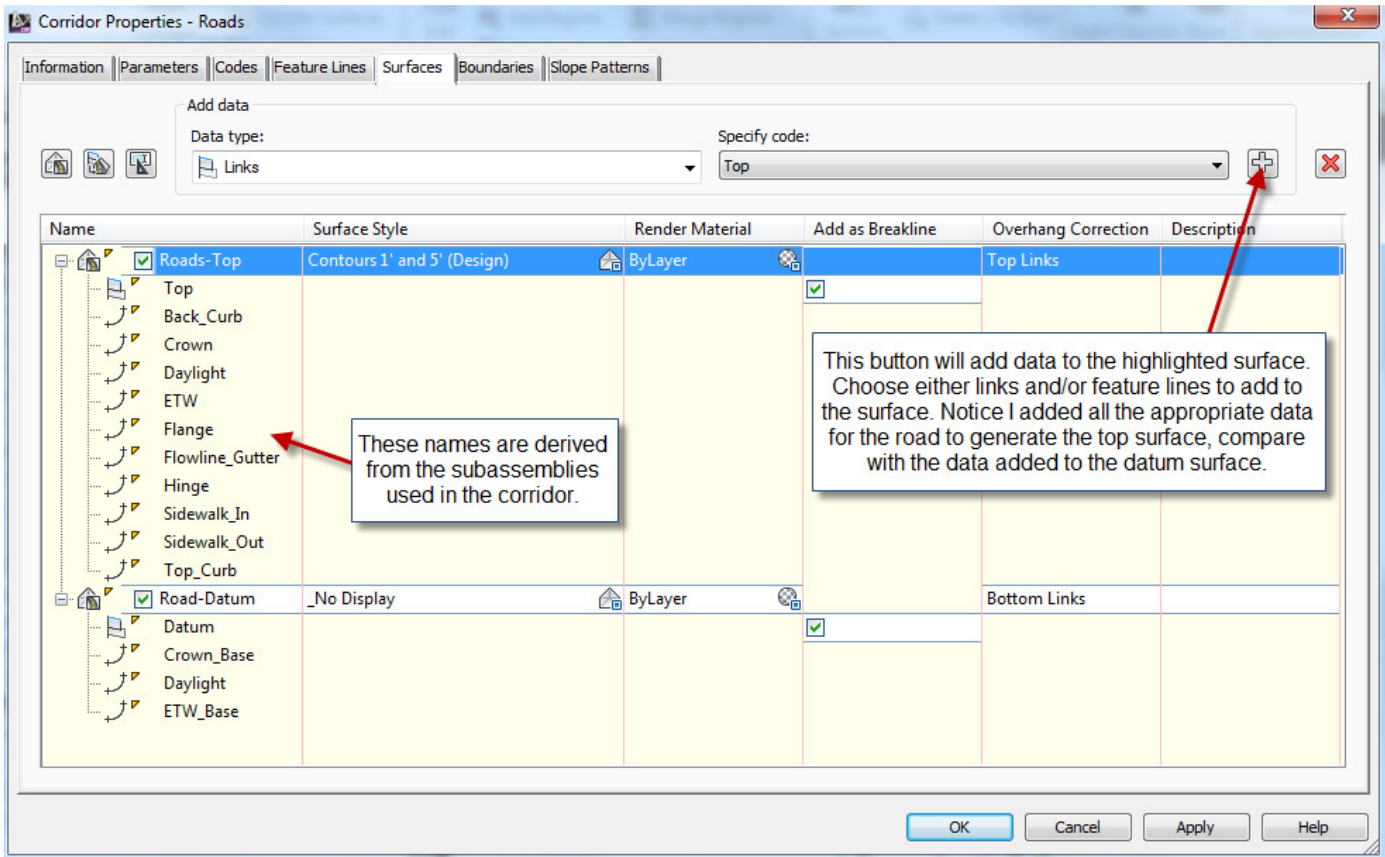 Corridor Properties - Roads
Information Parameters Codes Feature Lines Surfaces Boundaries Slope Patterns
Add data
Data type:
Specify code:
Links
Top
Name Surface Style Render Material Add as Breakline Overhang Correction Description
Roads-Top Contours 1' and 5' (Design) ByLayer Top Links
Top
Back_Curb
Crown
Daylight
ETW
Flange
Flowline_Gutter
Hinge
Sidewalk_In
Sidewalk_Out
Top_Curb
These names are derived
from the subassemblies
used in the corridor.
This button will add data to the highlighted surface.
Choose either links and/or feature lines to add to
the surface. Notice I added all the appropriate data
for the road to generate the top surface, compare
with the data added to the datum surface.
Road-Datum _No Display ByLayer Bottom Links
Datum
Crown_Base
Daylight
ETW_Base
OK Cancel Apply Help